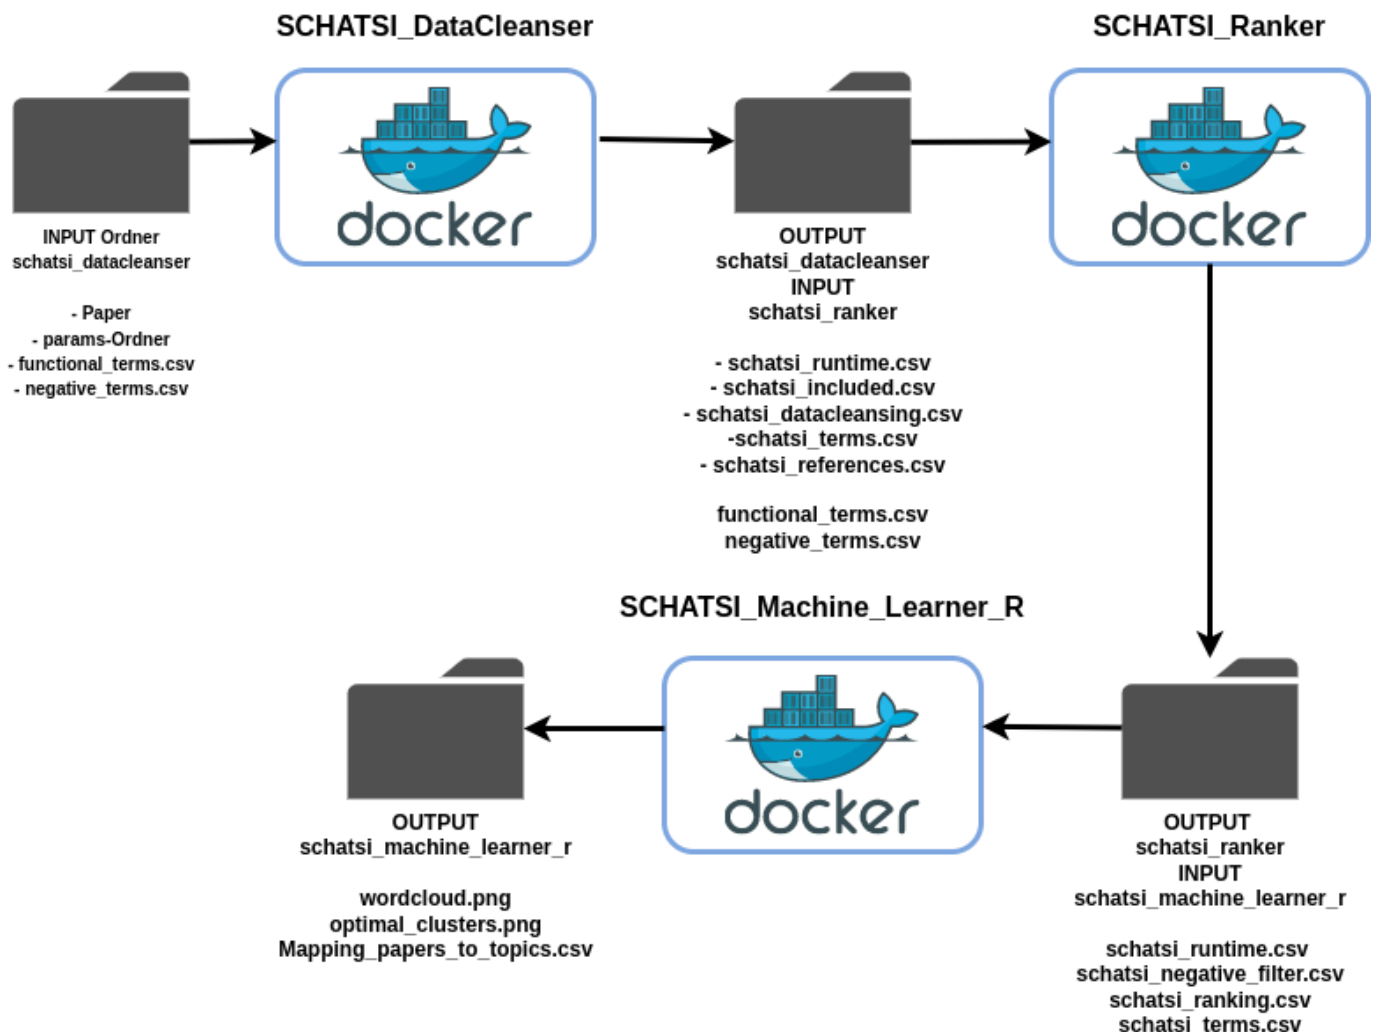 SCHATSI_DataCleanser
SCHATSI_Ranker
docker
docker
INPUT Ordner
schatsi_datacleanser
- Paper
- params-Ordner
- functional_terms.csv
- negative_terms.csv
OUTPUT
schatsi_datacleanser
INPUT
schatsi_ranker
- schatsi_runtime.csv
- schatsi_included.csv
- schatsi_datacleansing.csv
-schatsi_terms.csv
- schatsi_references.csv
functional_terms.csv
negative_terms.csv
SCHATSI_Machine_Learner_R
docker
OUTPUT
schatsi_machine_learner_r
wordcloud.png
optimal_clusters.png
Mapping_papers_to_topics.csv
OUTPUT
schatsi_ranker
INPUT
schatsi_machine_learner_r
schatsi_runtime.csv
schatsi_negative_filter.csv
schatsi_ranking.csv
schatsi_terms.csv